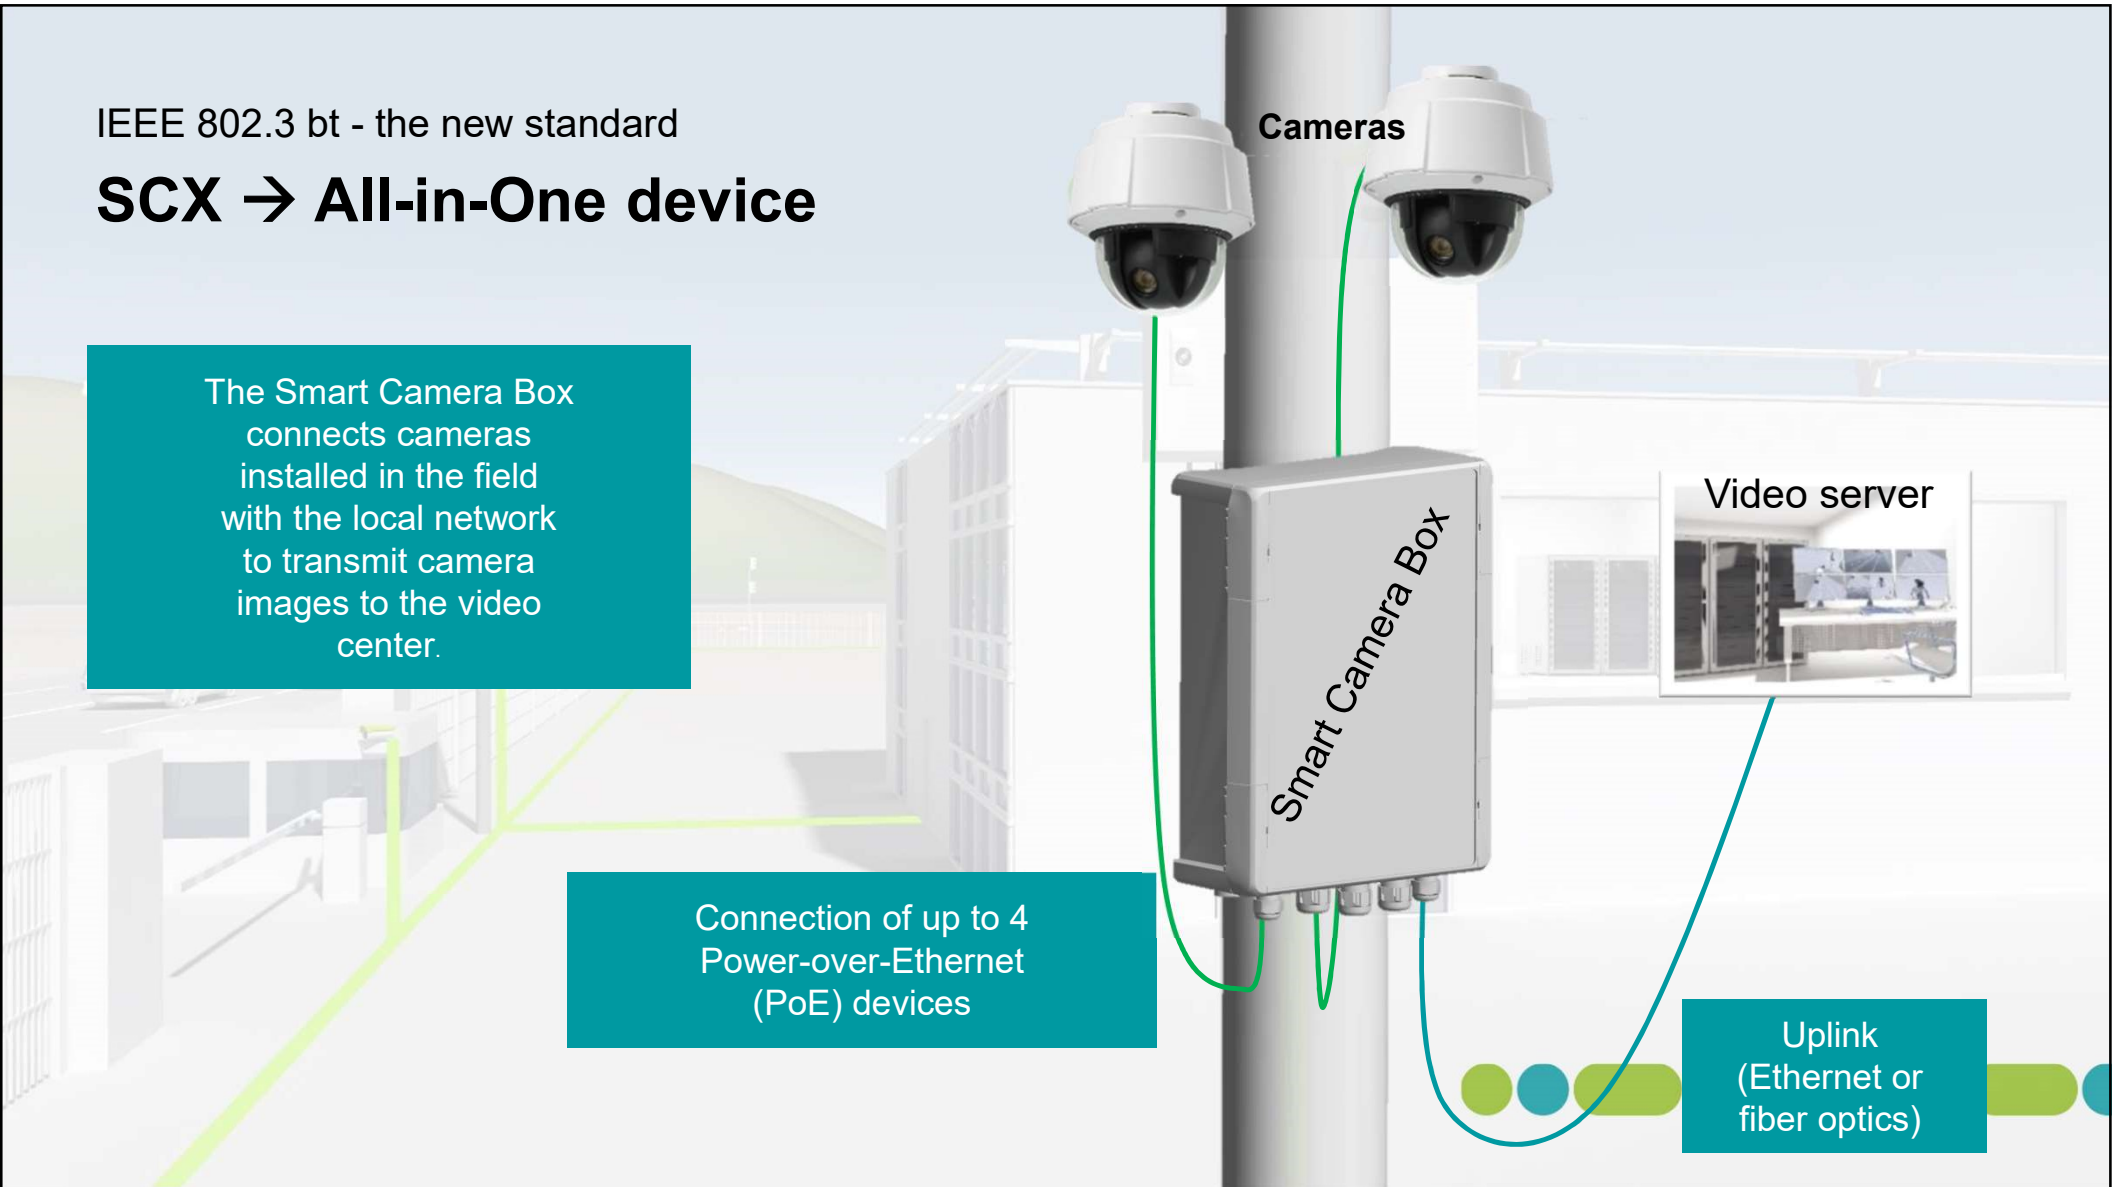 IEEE 802.3 bt - the new standard
SCX → All-in-One device
Cameras
The Smart Camera Box
connects cameras
installed in the field
with the local network
to transmit camera
images to the video
center.
Smart Camera Box
Video server
Connection of up to 4
Power-over-Ethernet
(PoE) devices
Uplink
(Ethernet or
fiber optics)